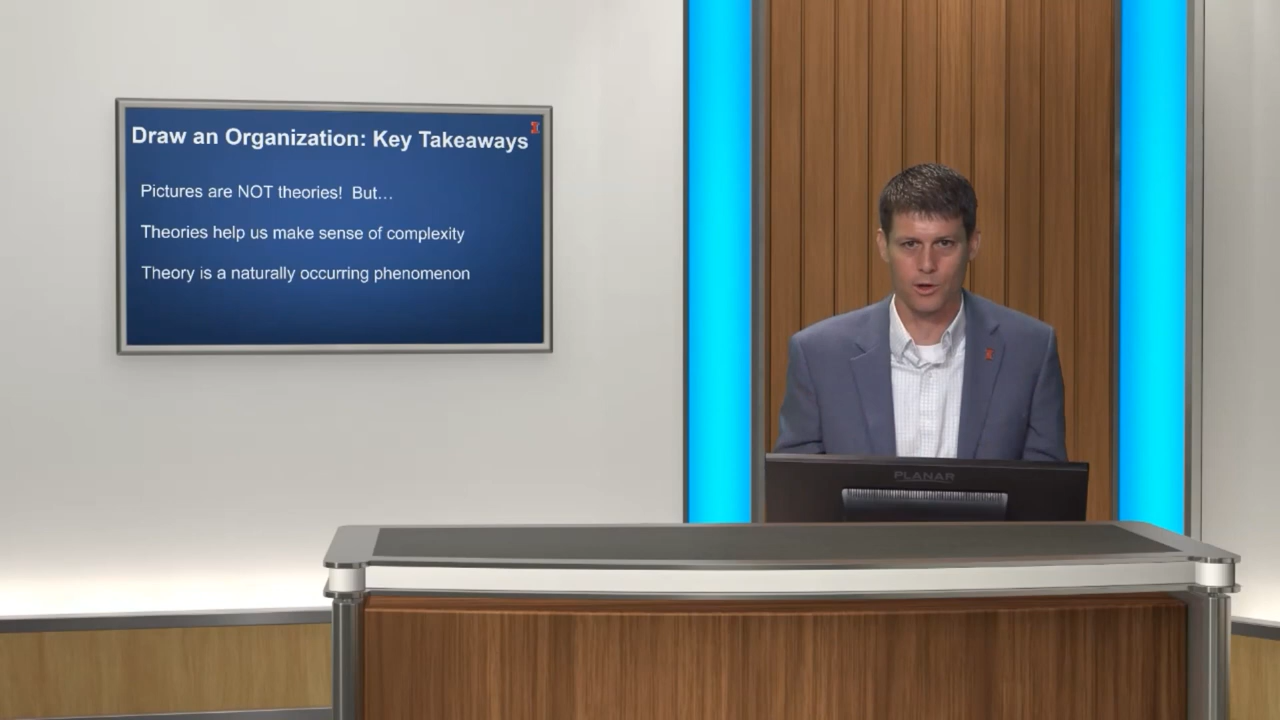 Draw an Organization: Key Takeaways
Pictures are NOT theories! But…
Theories help us make sense of complexity
Theory is a naturally occurring phenomenon
PLANAR